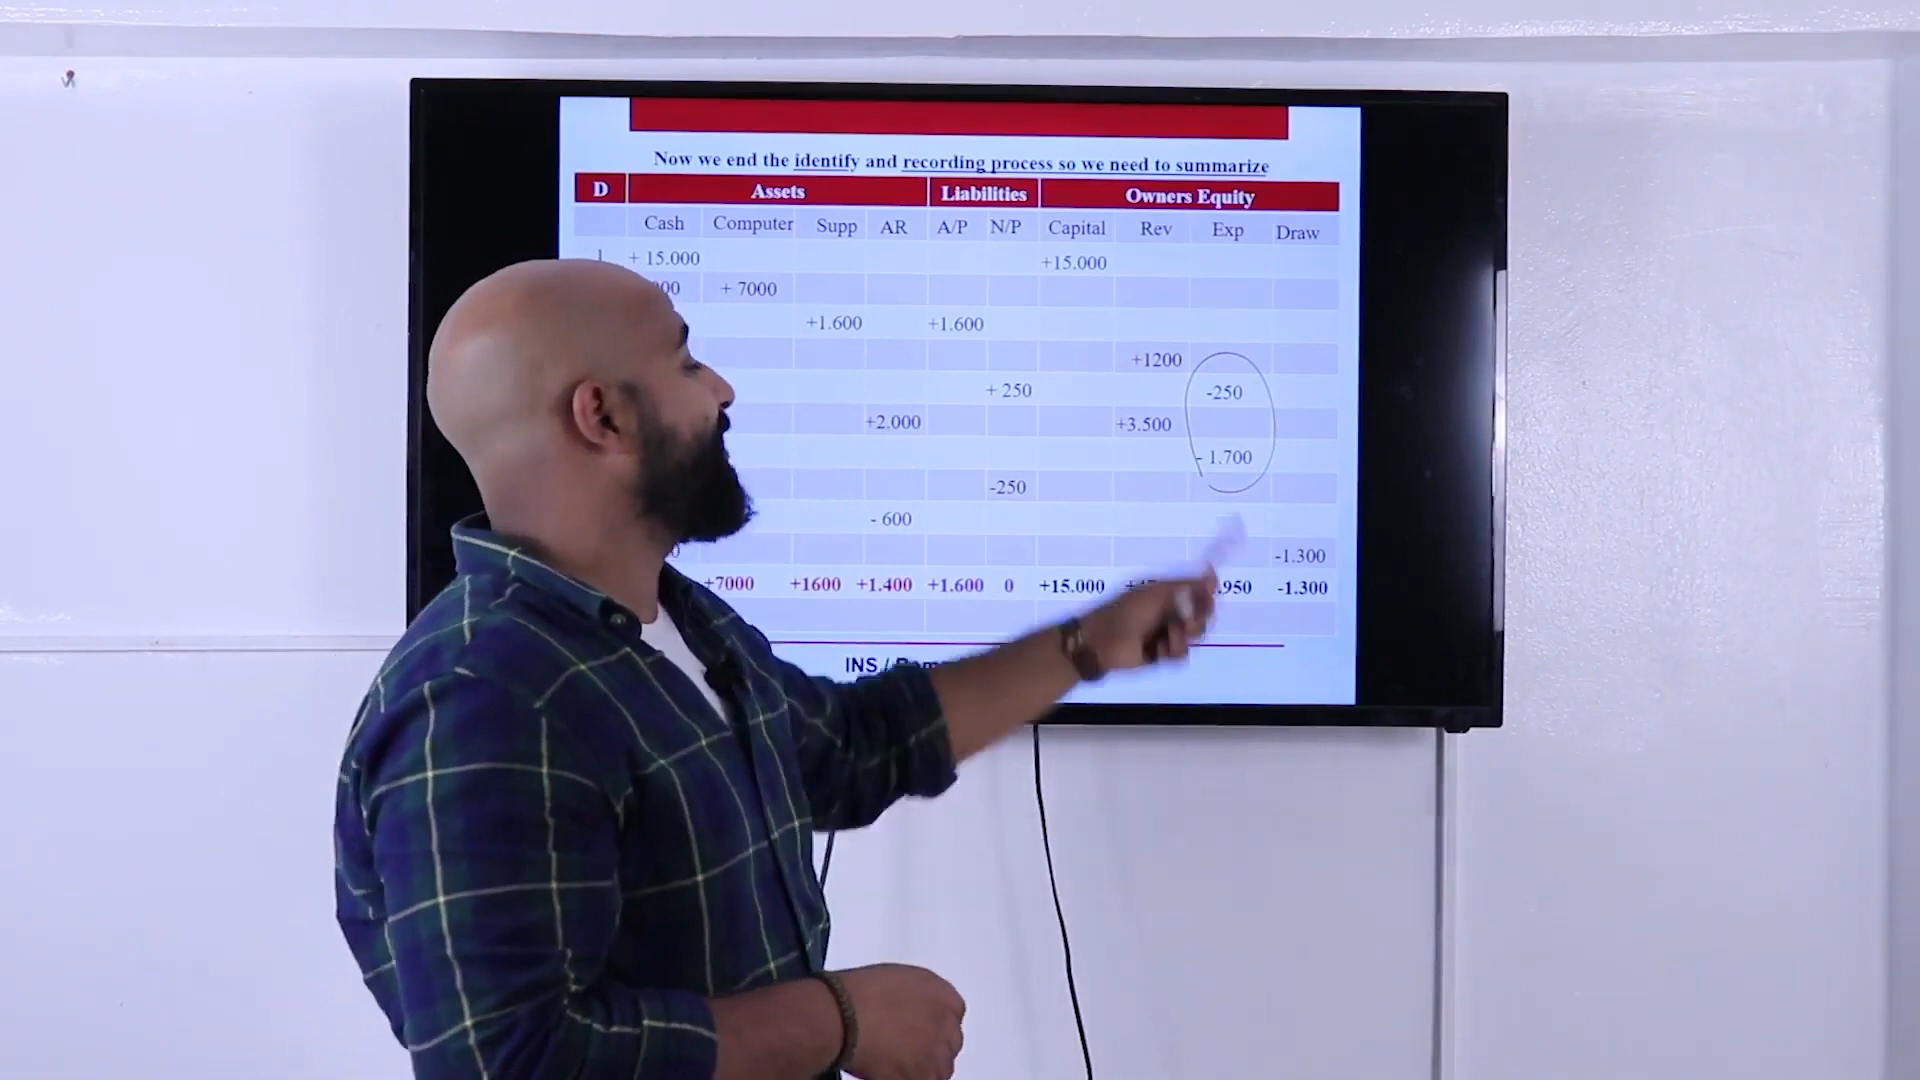 Now we end the identify and recording process so we need to summarize
D Assets Liabilities Owners Equity
Cash Computer Supp AR A/P N/P Capital Rev Exp Draw
1 + 15.000 +15.000
+ 7000
+1.600 +1.600
+1200
+ 250 -250
+2.000 +3.500
- 1.700
-250
- 600
-1.300
+7000 +1600 +1.400 +1.600 0 +15.000 .950 -1.300
INS /